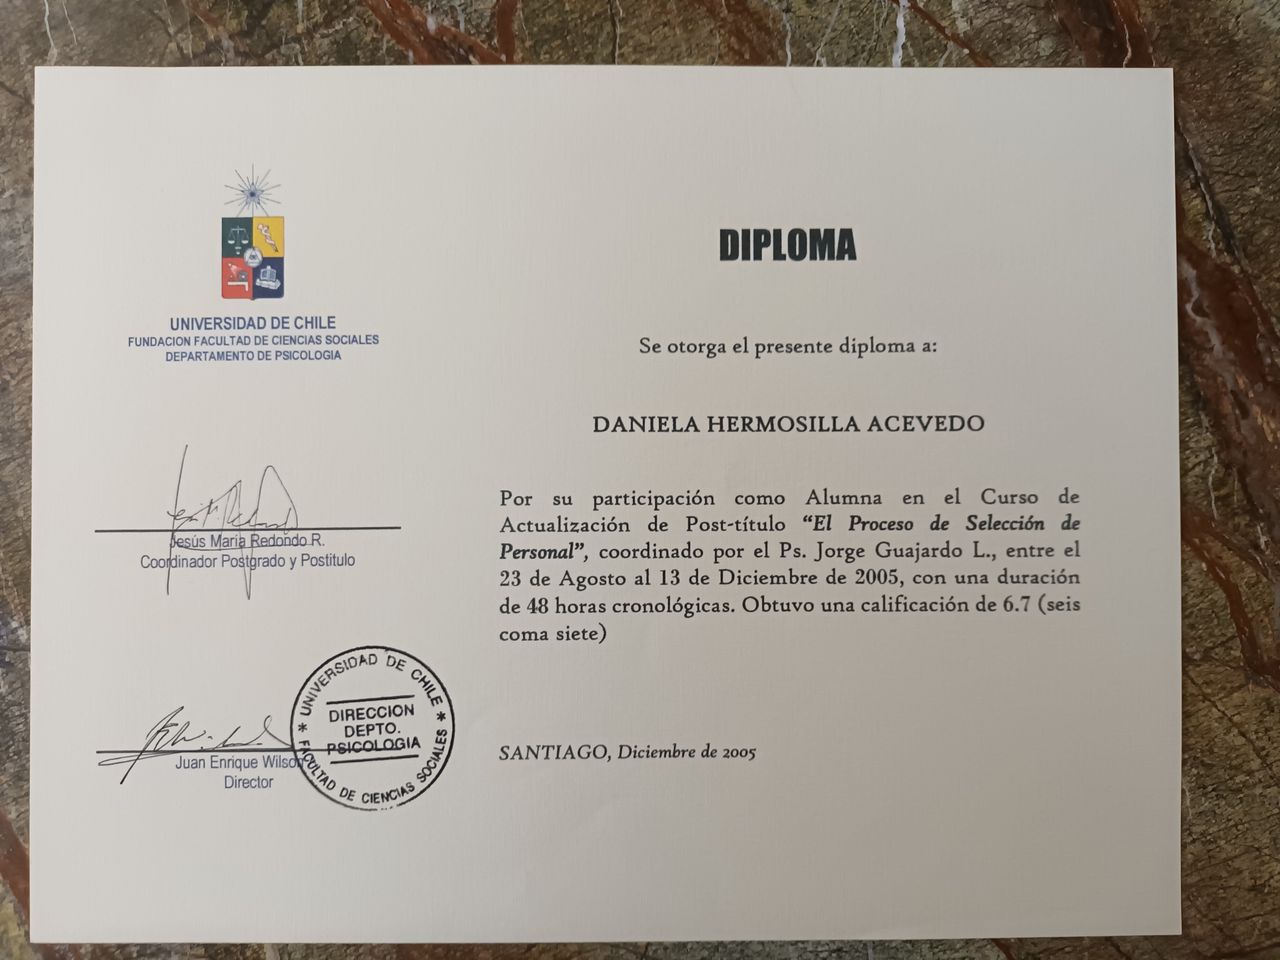 UNIVERSIDAD DE CHILE
FUNDACION FACULTAD DE CIENCIAS SOCIALES
DEPARTAMENTO DE PSICOLOGIA
Jesús María Redondo R.
Coordinador Postgrado y Postitulo
Juan Enrique Wilson
Director
UNIVERSIDAD DE CHILE
DIRECCION
DEPTO.
PSICOLOGIA
FACULTAD DE CIENCIAS SOCIALES
DIPLOMA
Se otorga el presente diploma a:
DANIELA HERMOSILLA ACEVEDO
Por su participación como Alumna en el Curso de
Actualización de Post-título “El Proceso de Selección de
Personal”, coordinado por el Ps. Jorge Guajardo L., entre el
23 de Agosto al 13 de Diciembre de 2005, con una duración
de 48 horas cronológicas. Obtuvo una calificación de 6.7 (seis
coma siete)
SANTIAGO, Diciembre de 2005